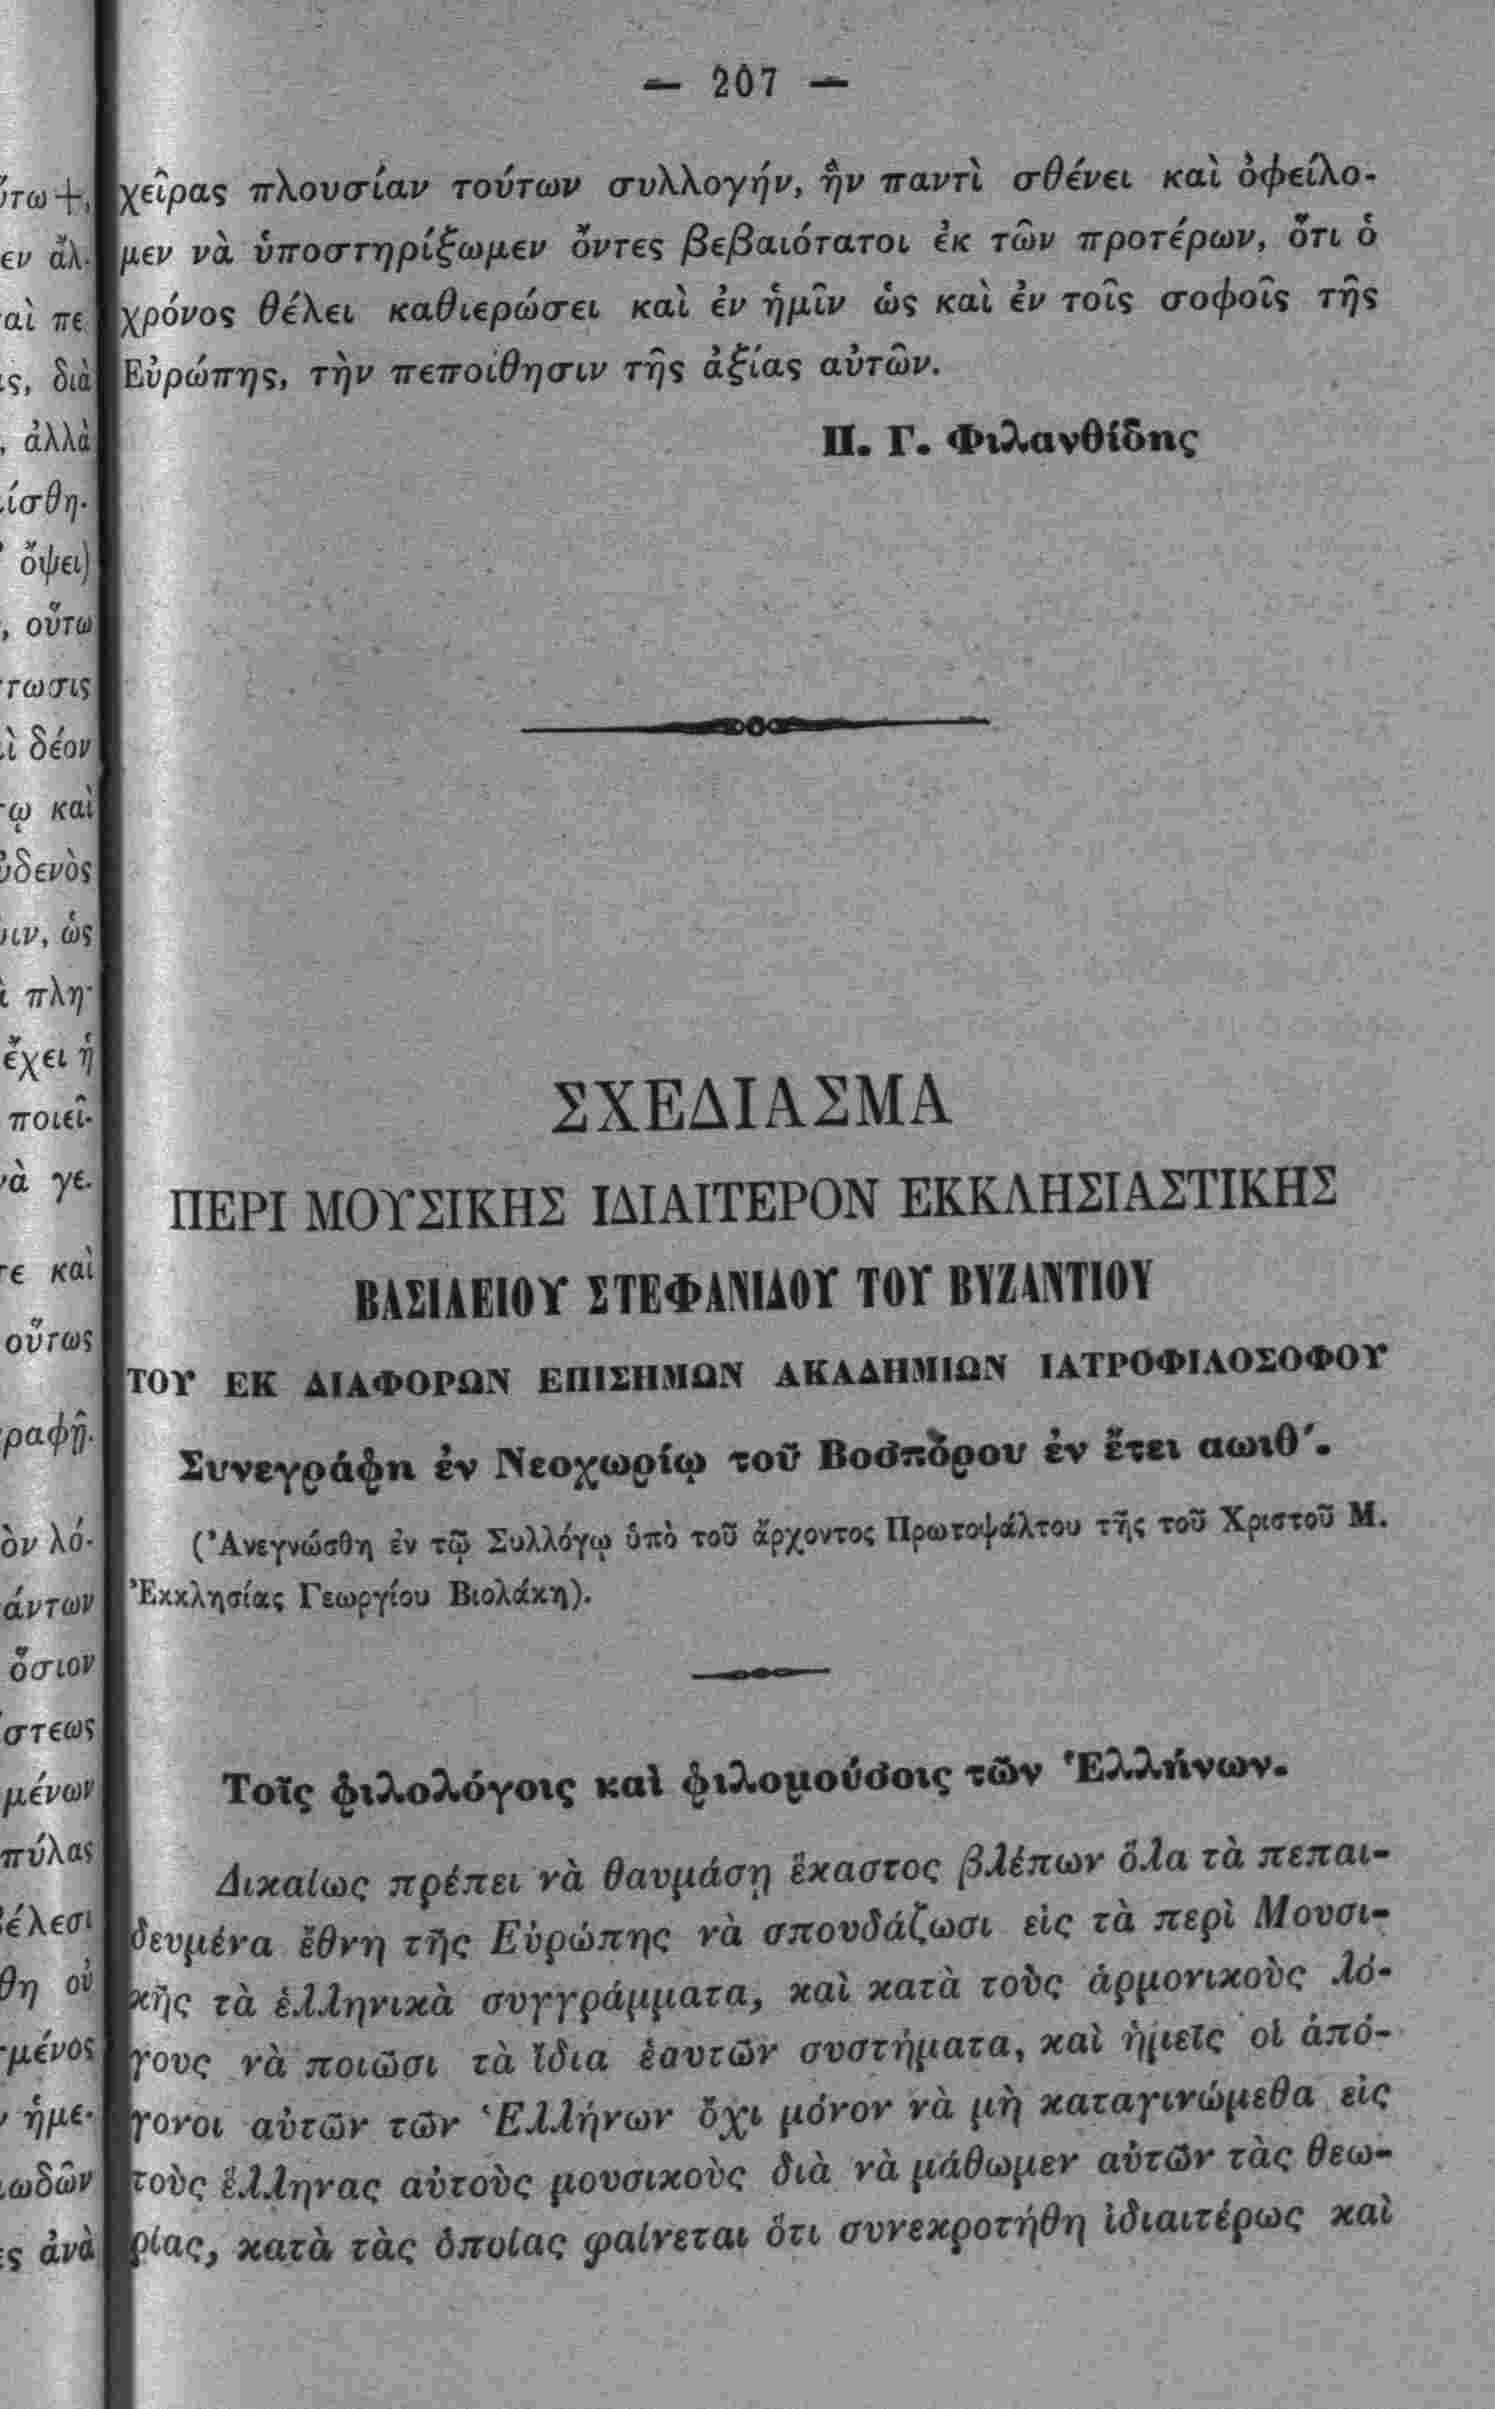 — 207 —
χεῖρας πλουσίαν τούτων συλλογήν, ἣν παντὶ σθένει καὶ ὀφείλο-
μεν νὰ ὑποστηρίξωμεν ὄντες βεβαιότατοι ἐκ τῶν προτέρων, ὅτι ὁ
χρόνος θέλει καθιερώσει καὶ ἐν ἡμῖν ὡς καὶ ἐν τοῖς σοφοῖς τῆς
Εὐρώπης, τὴν πεποίθησιν τῆς ἀξίας αὐτῶν.
Π. Γ. Φιλανθίδης
ΣΧΕΔΙΑΣΜΑ
ΠΕΡΙ ΜΟΥΣΙΚΗΣ ΙΔΙΑΙΤΕΡΟΝ ΕΚΚΛΗΣΙΑΣΤΙΚΗΣ
ΒΑΣΙΛΕΙΟΥ ΣΤΕΦΑΝΙΔΟΥ ΤΟΥ ΒΥΖΑΝΤΙΟΥ
ΤΟΥ ΕΚ ΔΙΑΦΟΡΩΝ ΕΠΙΣΗΜΩΝ ΑΚΑΔΗΜΙΩΝ ΙΑΤΡΟΦΙΛΟΣΟΦΟΥ
Συνεγράφη ἐν Νεοχωρίῳ τοῦ Βοσπόρου ἐν ἔτει αωιθ΄.
(Ἀνεγνώσθη ἐν τῷ Συλλόγῳ ὑπὸ τοῦ ἄρχοντος Πρωτοψάλτου τῆς τοῦ Χριστοῦ Μ.
Ἐκκλησίας Γεωργίου Βιολάκη).
Τοῖς φιλολόγοις καὶ φιλομούσοις τῶν Ἑλλήνων.
Δικαίως πρέπει νὰ θαυμάσῃ ἕκαστος βλέπων ὅλα τὰ πεπαι-
δευμένα ἔθνη τῆς Εὐρώπης νὰ σπουδάζωσι εἰς τὰ περὶ Μουσι-
κῆς τὰ ἑλληνικὰ συγγράμματα, καὶ κατὰ τοὺς ἁρμονικοὺς λό-
γους νὰ ποιῶσι τὰ ἴδια ἑαυτῶν συστήματα, καὶ ἡμεῖς οἱ ἀπό-
γονοι αὐτῶν τῶν Ἑλλήνων ὄχι μόνον νὰ μὴ καταγινώμεθα εἰς
τοὺς ἕλληνας αὐτοὺς μουσικοὺς διὰ νὰ μάθωμεν αὐτῶν τὰς θεω-
ρίας, κατὰ τὰς ὁποίας φαίνεται ὅτι συνεκροτήθη ἰδιαιτέρως καὶ